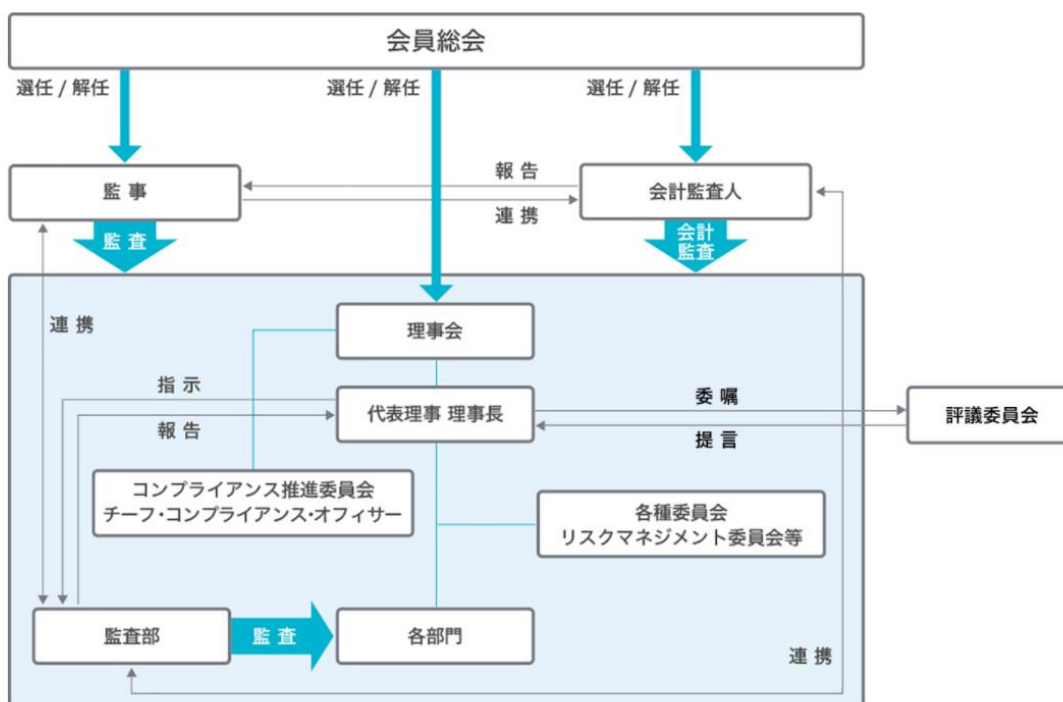 会員総会
選任 / 解任
選任 / 解任
選任 / 解任
監事
報告
連携
会計監査人
監査
会計
監査
連携
理事会
指示
報告
代表理事 理事長
委嘱
提言
評議委員会
コンプライアンス推進委員会
チーフ・コンプライアンス・オフィサー
各種委員会
リスクマネジメント委員会等
監査部
監査
各部門
連携